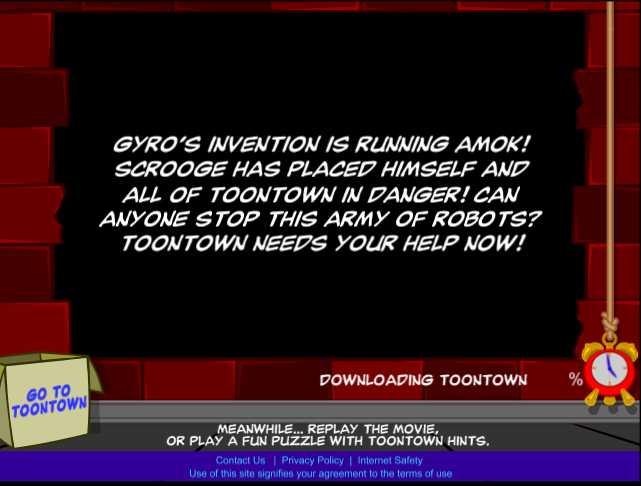 GYRO'S INVENTION IS RUNNING AMOK!
SCROOGE HAS PLACED HIMSELF AND
ALL OF TOONTOWN IN DANGER! CAN
ANYONE STOP THIS ARMY OF ROBOTS?
TOONTOWN NEEDS YOUR HELP NOW!
DOWNLOADING TOONTOWN %
GO TO
TOONTOWN
MEANWHILE... REPLAY THE MOVIE,
OR PLAY A FUN PUZZLE WITH TOONTOWN HINTS.
Contact Us | Privacy Policy | Internet Safety
Use of this site signifies your agreement to the terms of use